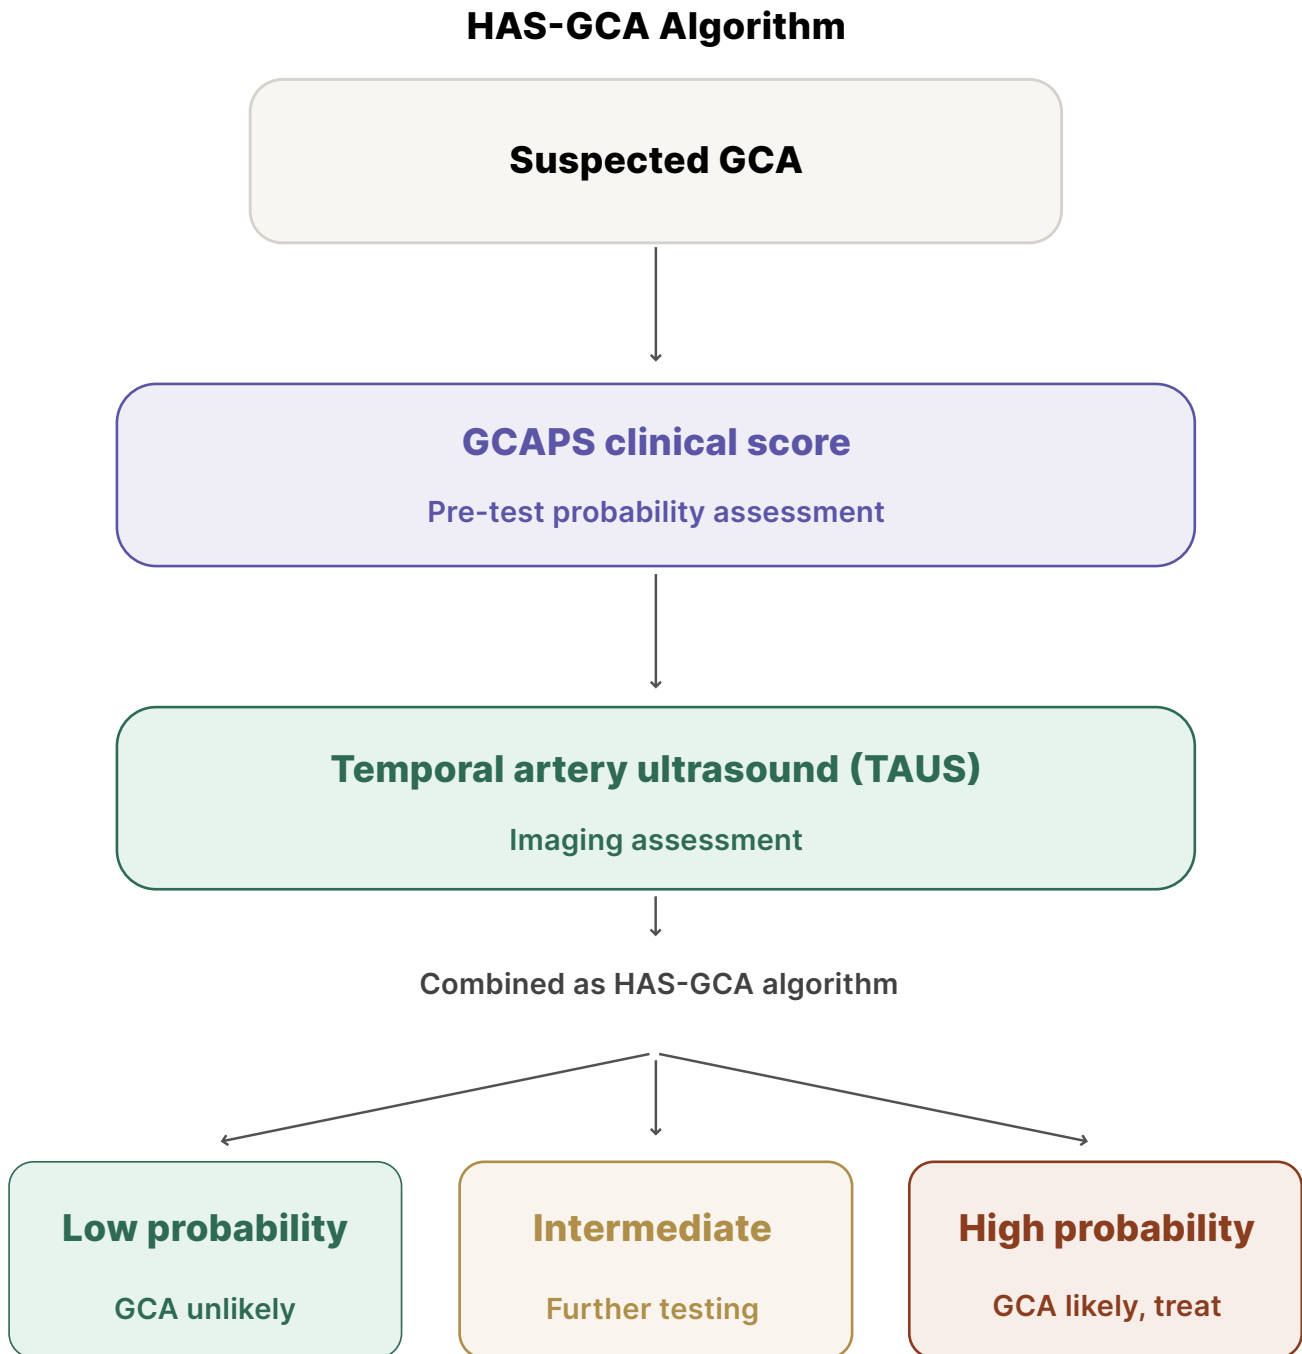 HAS-GCA Algorithm
Suspected GCA
GCAPS clinical score
Pre-test probability assessment
Temporal artery ultrasound (TAUS)
Imaging assessment
Combined as HAS-GCA algorithm
Low probability
GCA unlikely
Intermediate
Further testing
High probability
GCA likely, treat